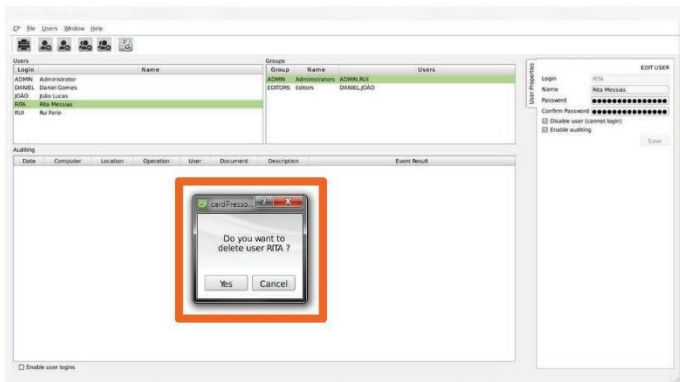 File Users Window Help
Users
Login Name
ADMIN Administrator
DANIEL Daniel Gomes
JOÃO João Lucas
RITA Rita Messias
RUI Rui Faria
Groups
Group Name Users
ADMIN Administrators ADMIN,RUI
EDITORS Editors DANIEL,JOÃO
Auditing
Date Computer Location Operation User Document Description Event Result
cardPresso...
Do you want to
delete user RITA ?
Yes Cancel
Enable user logins
User Properties
EDIT USER
Login RITA
Name Rita Messias
Password ●●●●●●●●●●●●●●●
Confirm Password ●●●●●●●●●●●●●●●
Disable user (cannot login)
Enable auditing
Save